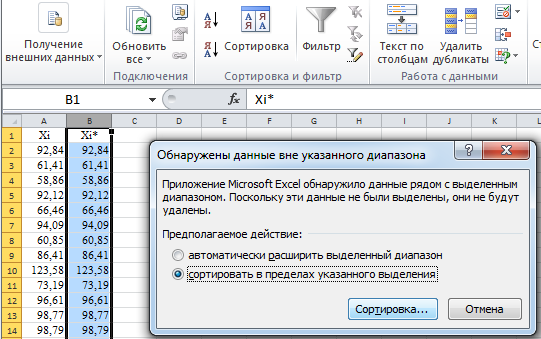 Получение
внешних данных
Обновить
все
Подключения
А
Я
Я
А
Сортировка
Фильтр
Сортировка и фильтр
Текст по
столбцам
Удалить
дубликаты
Работа с данными
B1
fx
Xi*
A B C D E F G H I J K L
1 Xi Xi*
2 92,84 92,84
3 61,41 61,41
4 58,86 58,86
5 92,12 92,12
6 66,46 66,46
7 94,09 94,09
8 60,85 60,85
9 86,41 86,41
10 123,58 123,58
11 73,19 73,19
12 96,61 96,61
13 98,77 98,77
14 98,79 98,79
Обнаружены данные вне указанного диапазона
?
Приложение Microsoft Excel обнаружило данные рядом с выделенным
диапазоном. Поскольку эти данные не были выделены, они не будут
удалены.
Предполагаемое действие:
автоматически расширить выделенный диапазон
сортировать в пределах указанного выделения
Сортировка...
Отмена